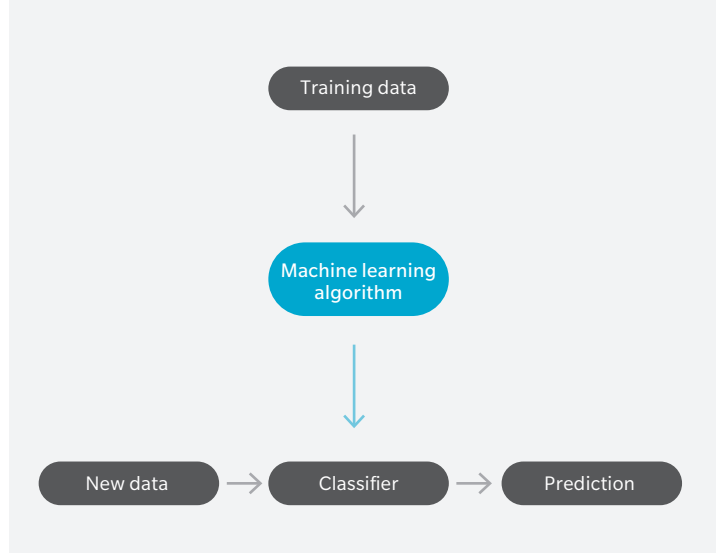 Training data
Machine learning
algorithm
New data
Classifier
Prediction